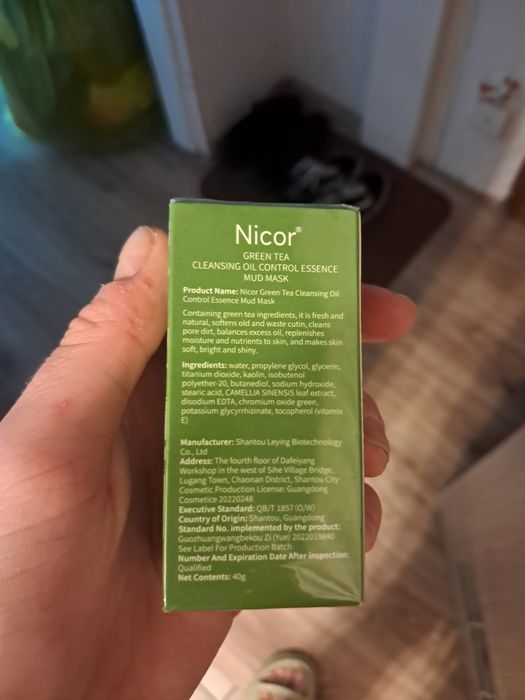 Nicor®
GREEN TEA
CLEANSING OIL CONTROL ESSENCE
MUD MASK
Product Name: Nicor Green Tea Cleansing Oil
Control Essence Mud Mask
Containing green tea ingredients, it is fresh and
natural, softens old and waste cutin, cleans
pore dirt, balances excess oil, replenishes
moisture and nutrients to skin, and makes skin
soft, bright and shiny.
Ingredients: water, propylene glycol, glycerin,
titanium dioxide, kaolin, isobutenol
polyether-20, butanediol, sodium hydroxide,
stearic acid, CAMELLIA SINENSIS leaf extract,
disodium EDTA, chromium oxide green,
potassium glycyrrhizinate, tocopherol (vitamin
E)
Manufacturer: Shantou Leying Biotechnology
Co., Ltd
Address: The fourth floor of Dafeiyang
Workshop in the west of Sihe Village Bridge,
Lugang Town, Chaonan District, Shantou City
Cosmetic Production License: Guangdong
Cosmetice 20220248
Executive Standard: QB/T 1857 (O/W)
Country of Origin: Shantou, Guangdong
Standard No. implemented by the product:
Guozhuangwangbekou Zi (Yue)
See Label For Production Batch
Number And Expiration Date After inspection:
Qualified
Net Contents: 40g